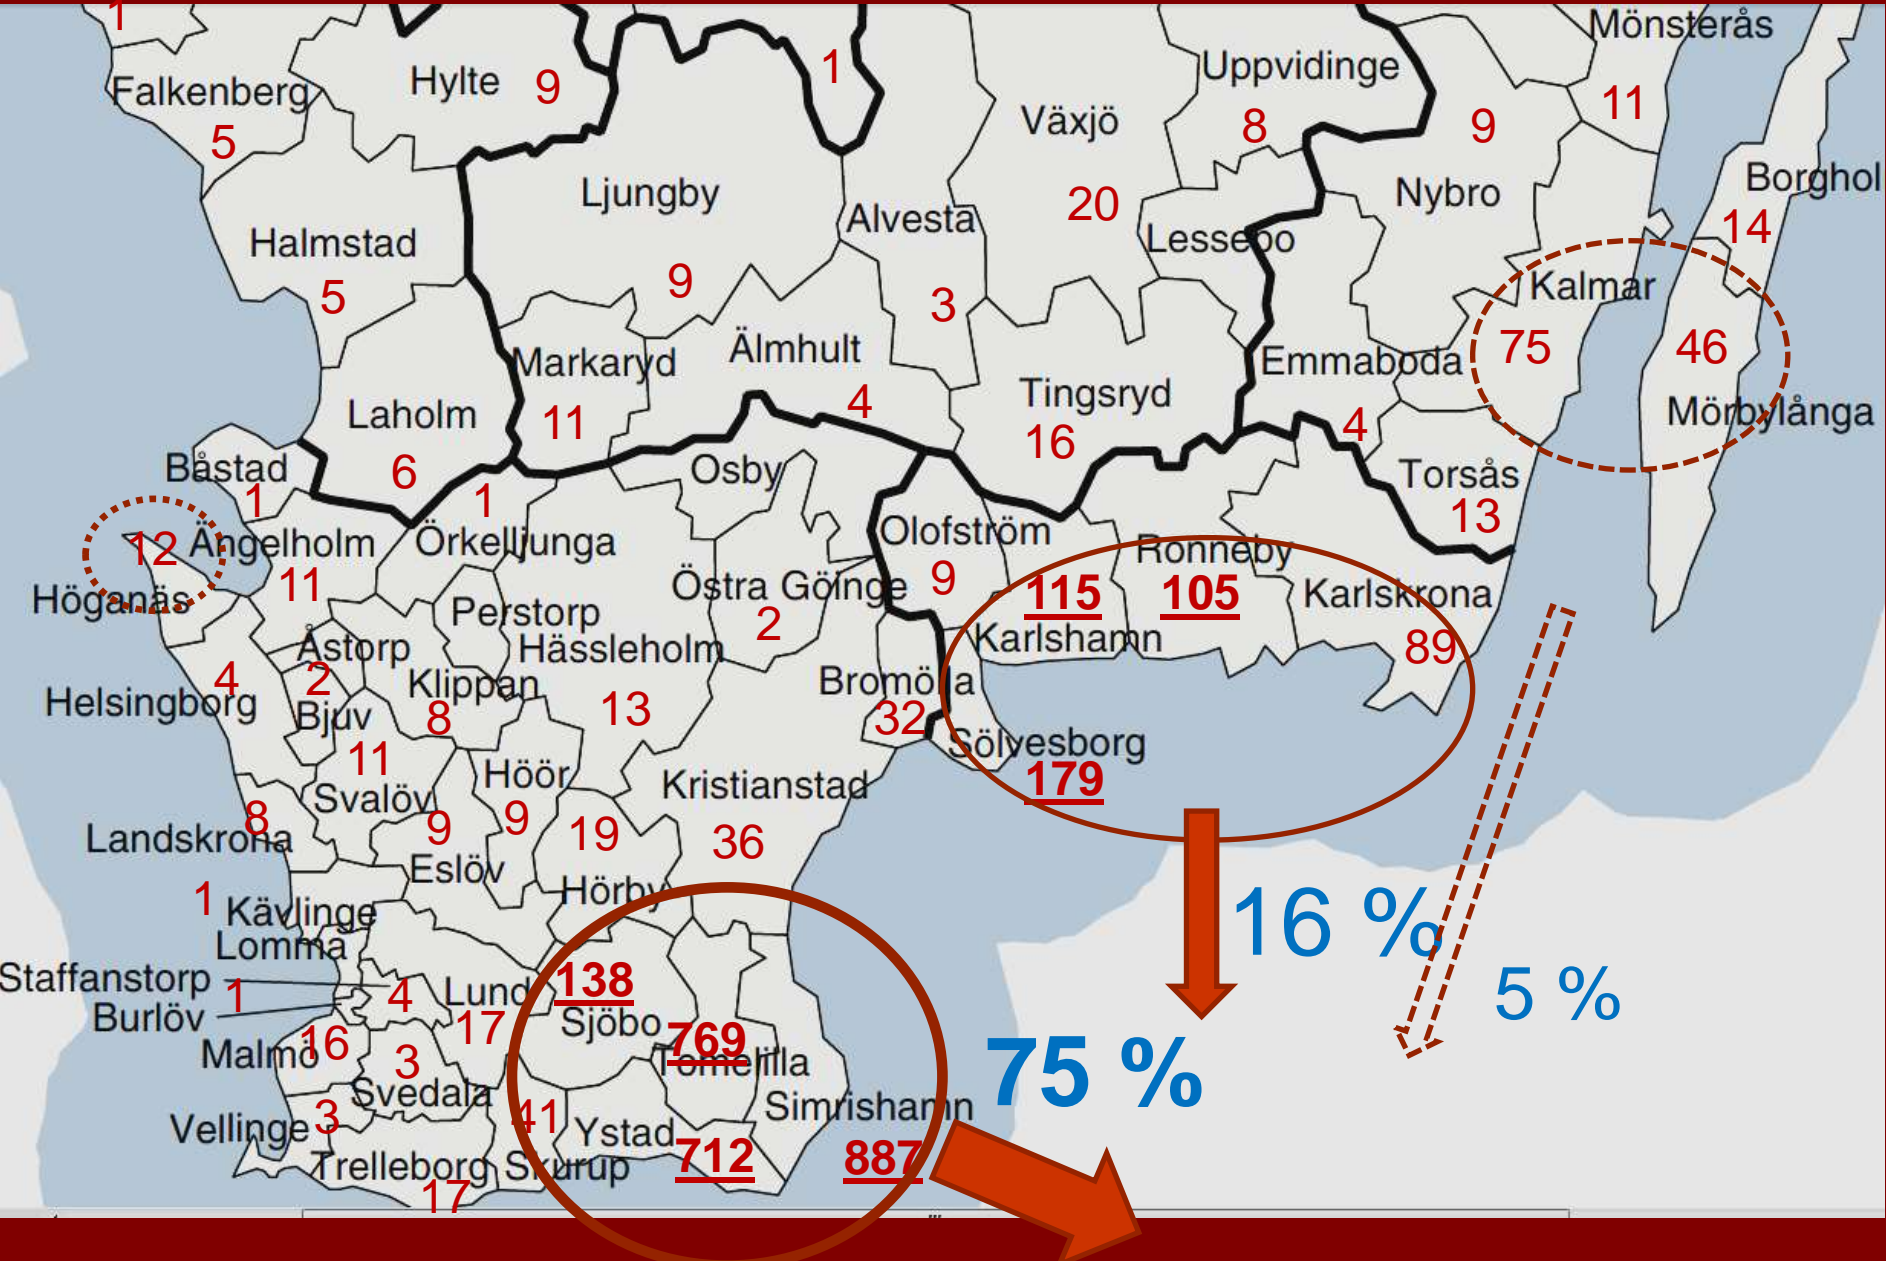 1
Mönsterås
11
Falkenberg
5
Hylte
9
1
Uppvidinge
8
Växjö
20
9
Nybro
Borghol
14
Ljungby
9
Alvesta
3
Lessebo
Halmstad
5
Kalmar
75
46
Mörbylånga
Markaryd
11
Älmhult
4
Tingsryd
16
Emmaboda
4
Laholm
6
Båstad
1
1
Osby
Torsås
13
12
Ängelholm
11
Örkelljunga
Olofström
9
Ronneby
105
115
Karlshamn
Karlskrona
89
Höganäs
Östra Göinge
2
Perstorp
Hässleholm
13
Åstorp
2
Klippan
8
Bromölla
32
4
Helsingborg
Bjuv
11
Svalöv
Sölvesborg
179
Höör
9
Kristianstad
36
8
Landskrona
9
Eslöv
19
Hörby
1
Kävlinge
Lomma
16 %
Staffanstorp
1
4
Lund
17
138
Sjöbo
769
Tomelilla
5 %
Burlöv
Malmö
16
3
Svedala
75 %
Vellinge
3
41
Ystad
712
Simrishamn
887
Trelleborg
17
Skurup